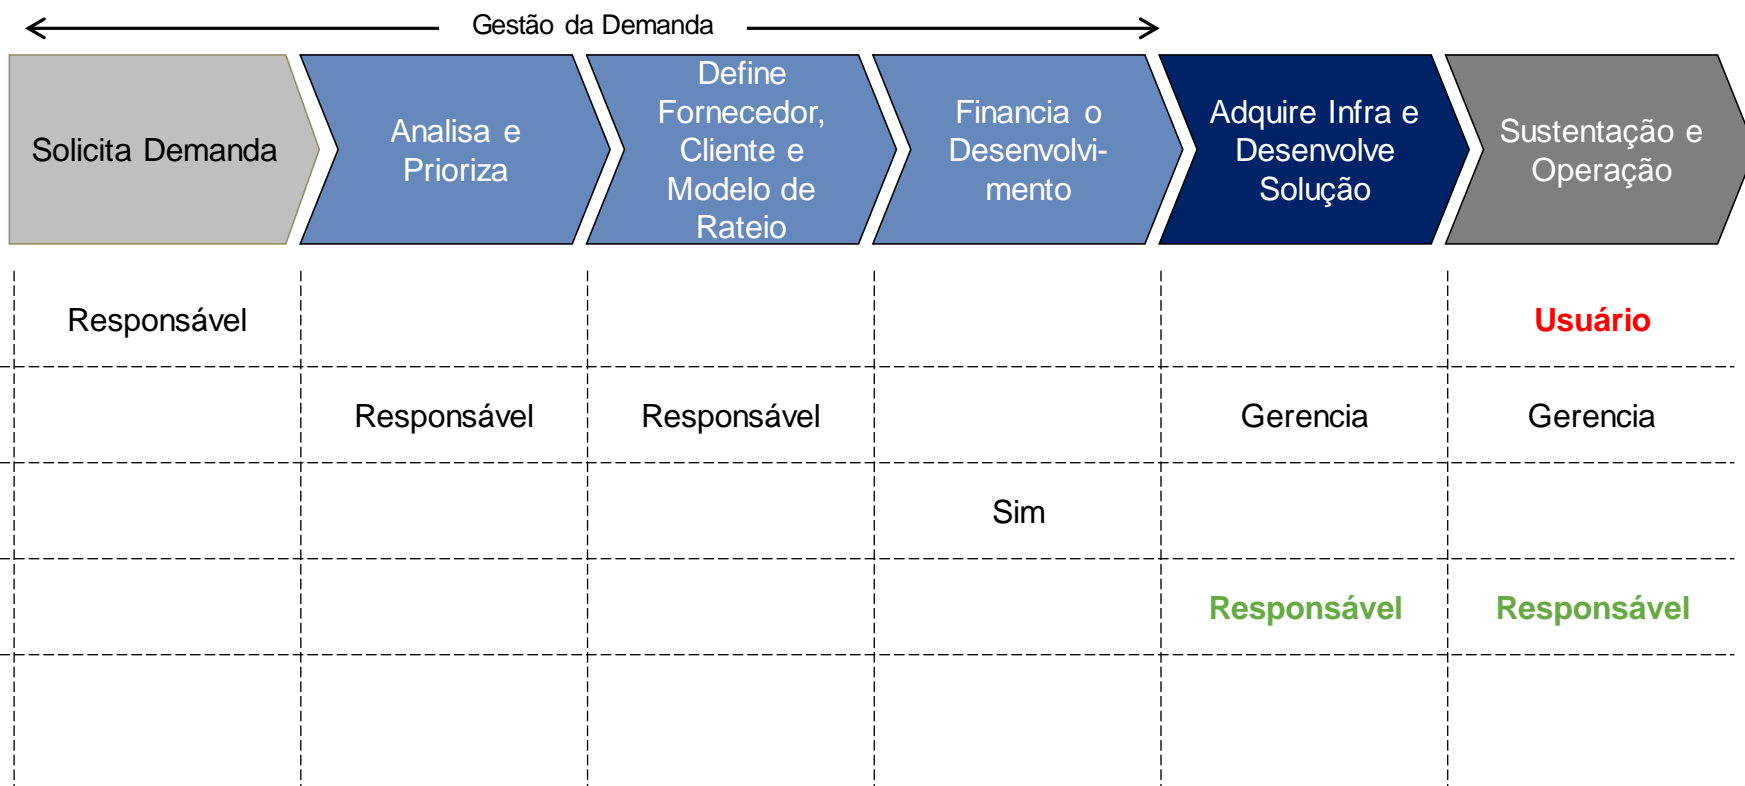 Gestão da Demanda
Solicita Demanda
Analisa e
Prioriza
Define
Fornecedor,
Cliente e
Modelo de
Rateio
Financia o
Desenvolvi-
mento
Adquire Infra e
Desenvolve
Solução
Sustentação e
Operação
Responsável
Usuário
Responsável
Responsável
Gerencia
Gerencia
Sim
Responsável
Responsável